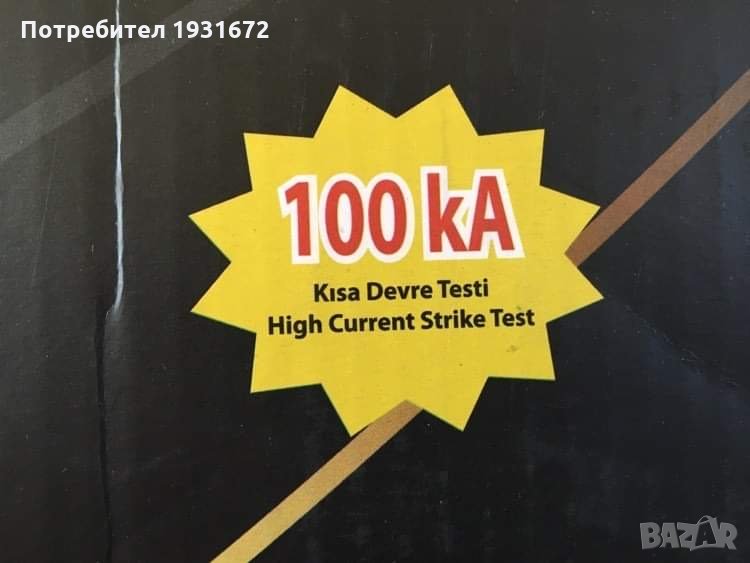 Потребител 1931672
100 kA
Kısa Devre Testi
High Current Strike Test
BAZAR